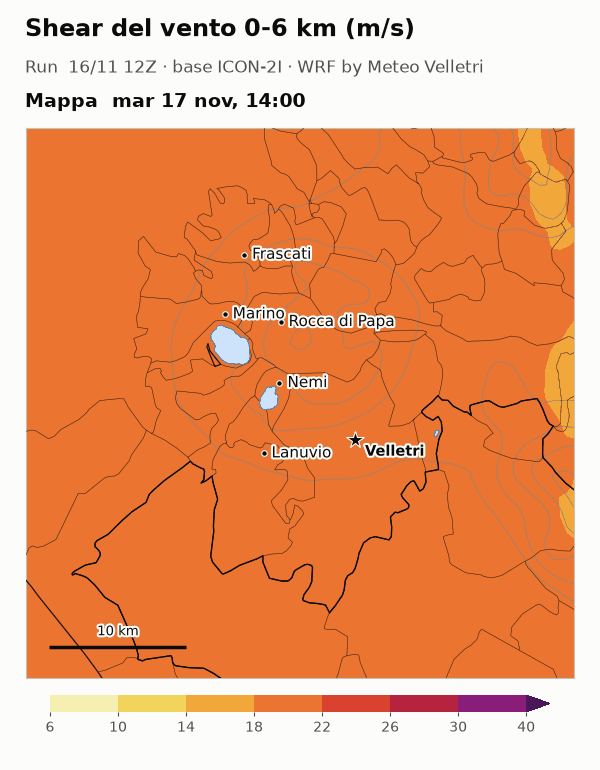 Shear del vento 0-6 km (m/s)
Run  16/11 12Z · base ICON-2I · WRF by Meteo Velletri
Mappa  mar 17 nov, 14:00
Frascati
Marino
Rocca di Papa
Nemi
Velletri
Lanuvio
10 km
6 10 14 18 22 26 30 40